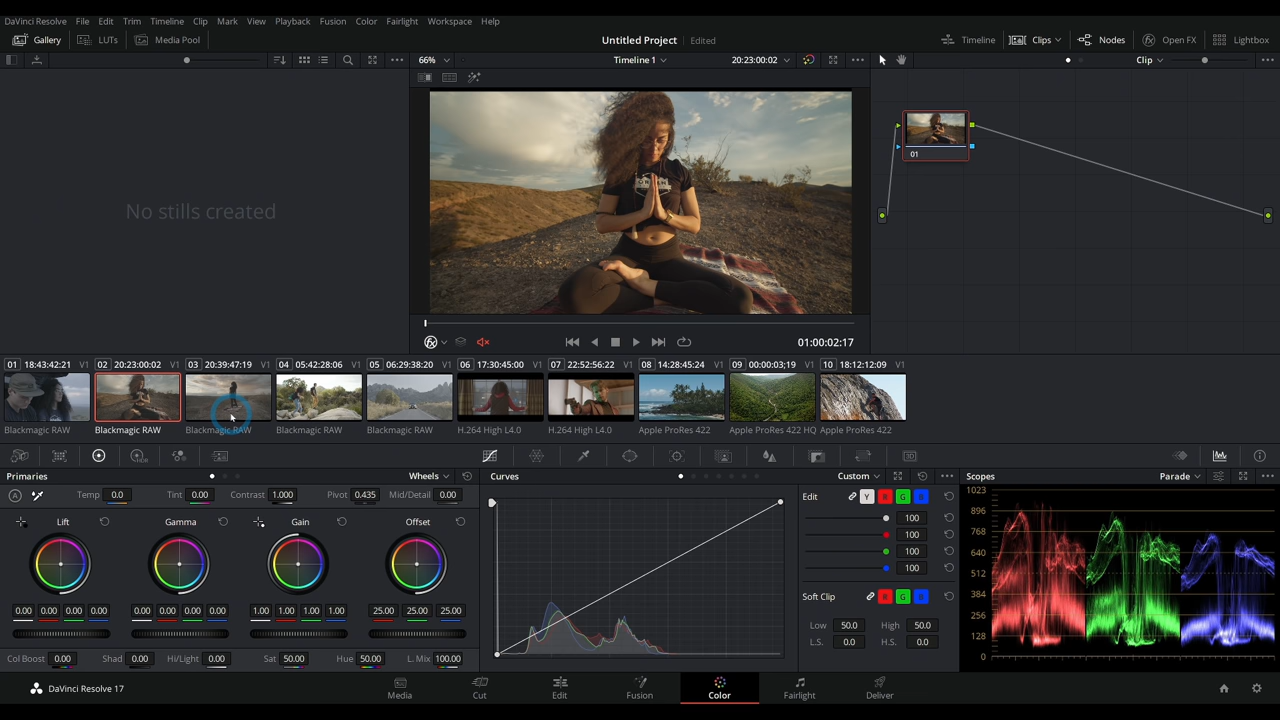 DaVinci Resolve File Edit Trim Timeline Clip Mark View Playback Fusion Color Fairlight Workspace Help
Gallery LUTs Media Pool Untitled Project Edited Timeline Clips Nodes Open FX Lightbox
66% Timeline 1 20:23:00:02 Clip
No stills created
01
01:00:02:17
01 18:43:42:21 V1 02 20:23:00:02 V1 03 20:39:47:19 V1 04 05:42:28:06 V1 05 06:29:38:20 V1 06 17:30:45:00 V1 07 22:52:56:22 V1 08 14:28:45:24 V1 09 00:00:03;19 V1 10 18:12:12:09 V1
Blackmagic RAW Blackmagic RAW Blackmagic RAW Blackmagic RAW Blackmagic RAW H.264 High L4.0 H.264 High L4.0 Apple ProRes 422 Apple ProRes 422 HQ Apple ProRes 422
Primaries Wheels Curves Custom Scopes Parade
Temp 0.0 Tint 0.00 Contrast 1.000 Pivot 0.435 Mid/Detail 0.00
Lift Gamma Gain Offset
0.00 0.00 0.00 0.00 0.00 0.00 0.00 0.00 1.00 1.00 1.00 1.00 25.00 25.00 25.00
Col Boost 0.00 Shad 0.00 Hi/Light 0.00 Sat 50.00 Hue 50.00 L. Mix 100.00
Edit Y R G B
100
100
100
100
Soft Clip R G B
Low 50.0 High 50.0
L.S. 0.0 H.S. 0.0
1023
896
768
640
512
384
256
128
0
DaVinci Resolve 17 Media Cut Edit Fusion Color Fairlight Deliver